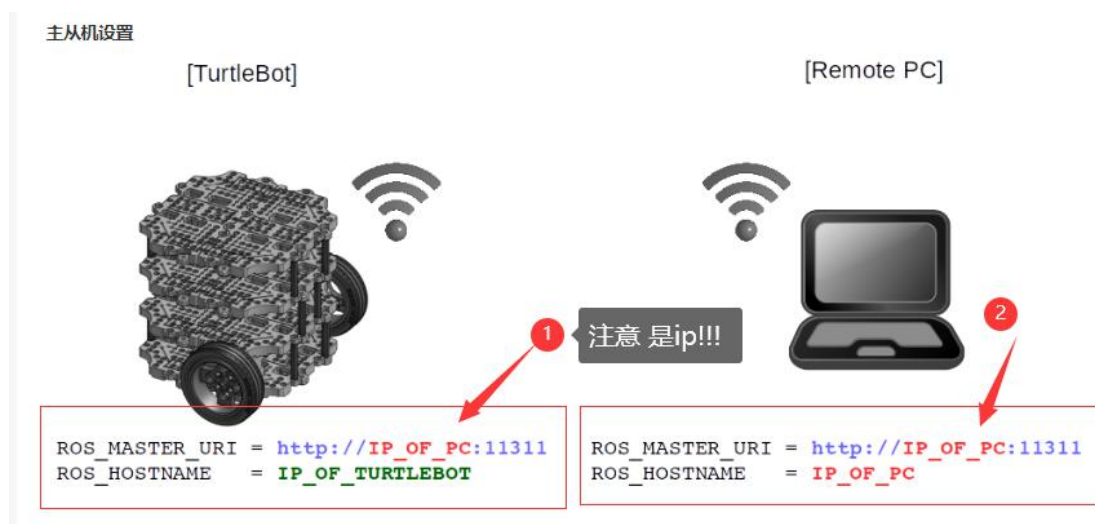 主从机设置
[TurtleBot]
[Remote PC]
1
注意 是ip!!!
2
ROS_MASTER_URI = http://IP_OF_PC:11311
ROS_HOSTNAME = IP_OF_TURTLEBOT
ROS_MASTER_URI = http://IP_OF_PC:11311
ROS_HOSTNAME = IP_OF_PC